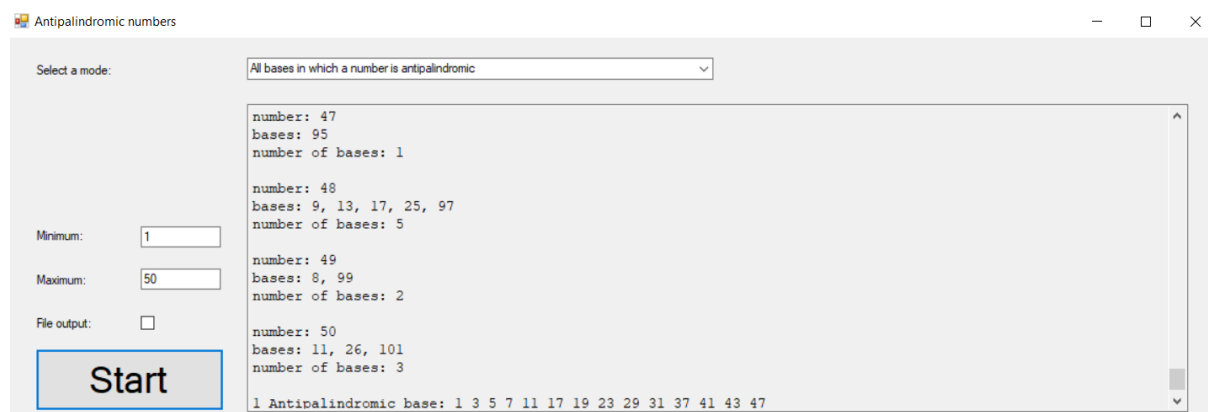 Antipalindromic numbers
Select a mode:
All bases in which a number is antipalindromic
number: 47
bases: 95
number of bases: 1
number: 48
bases: 9, 13, 17, 25, 97
number of bases: 5
number: 49
bases: 8, 99
number of bases: 2
number: 50
bases: 11, 26, 101
number of bases: 3
1 Antipalindromic base: 1 3 5 7 11 17 19 23 29 31 37 41 43 47
Minimum:
1
Maximum:
50
File output:
Start